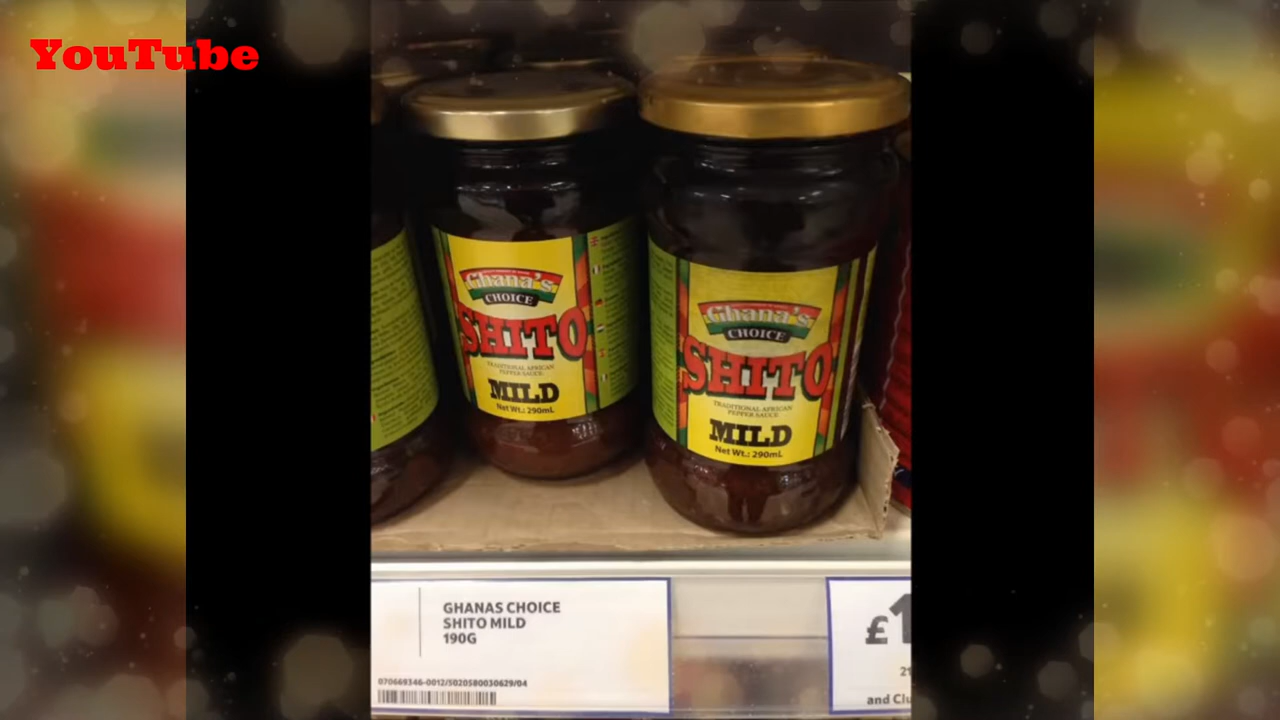 YouTube
Ghana's
CHOICE
SHITO
TRADITIONAL AFRICAN
PEPPER SAUCE
MILD
Net Wt.: 290mL
Ghana's
CHOICE
SHITO
TRADITIONAL AFRICAN
PEPPER SAUCE
MILD
Net Wt.: 290mL
GHANAS CHOICE
SHITO MILD
190G
070669346-0012/5020580030629/04
£1
21
and Clu